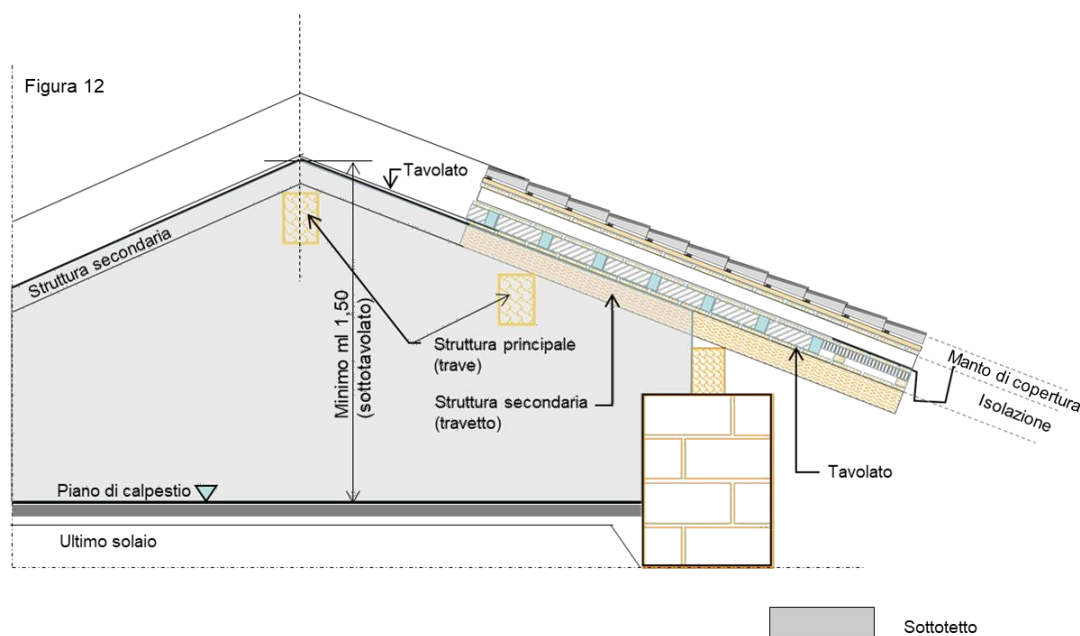 Figura 12
Tavolato
Struttura secondaria
Minimo ml 1,50
(sottotavolato)
Struttura principale
(trave)
Struttura secondaria
(travetto)
Manto di copertura
Isolazione
Tavolato
Piano di calpestio
Ultimo solaio
Sottotetto